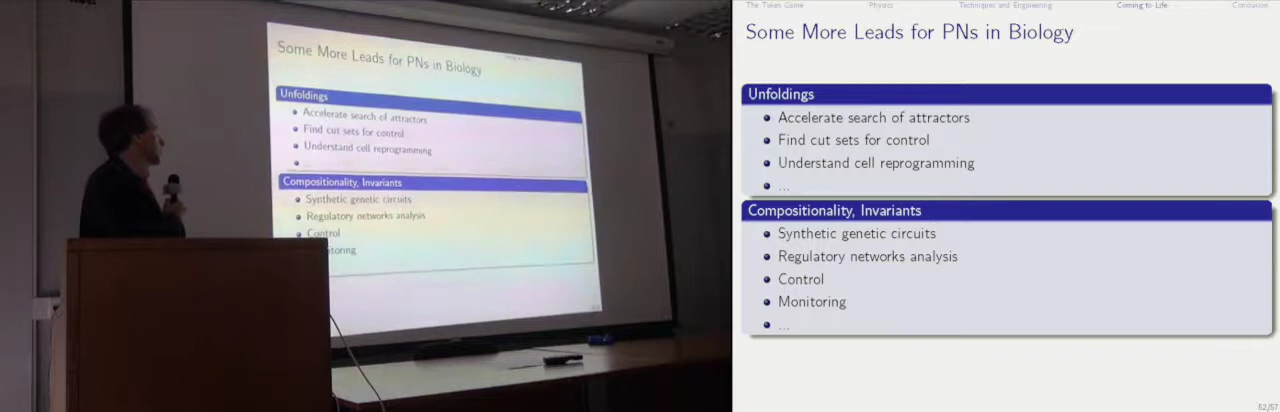 Some More Leads for PNs in Biology
Unfoldings
Accelerate search of attractors
Find cut sets for control
Understand cell reprogramming
...
Compositionality, Invariants
Synthetic genetic circuits
Regulatory networks analysis
Control
itoring
The Token Game Physics Techniques and Engineering Coming to Life Conclusion
Some More Leads for PNs in Biology
Unfoldings
Accelerate search of attractors
Find cut sets for control
Understand cell reprogramming
...
Compositionality, Invariants
Synthetic genetic circuits
Regulatory networks analysis
Control
Monitoring
...
52/57